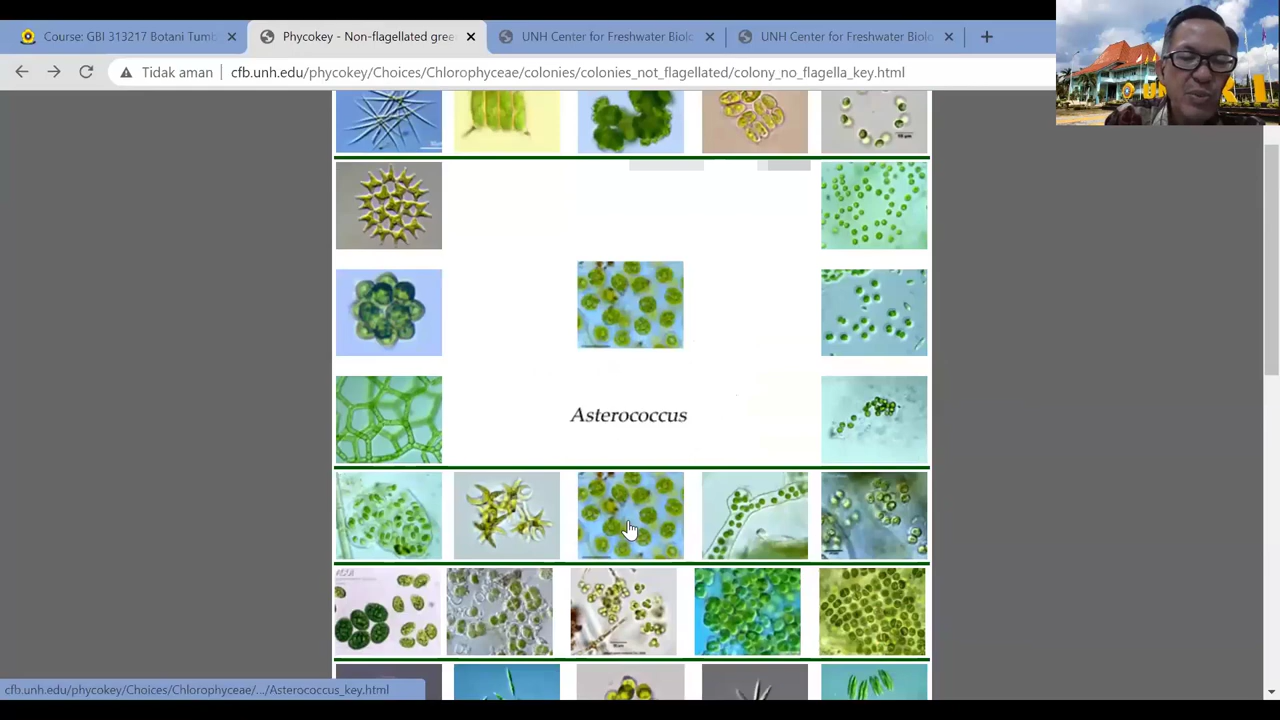 Course: GBI 313217 Botani Tumb
Phycokey - Non-flagellated gree
UNH Center for Freshwater Biolo
UNH Center for Freshwater Biolo
Tidak aman
cfb.unh.edu/phycokey/Choices/Chlorophyceae/colonies/colonies_not_flagellated/colony_no_flagella_key.html
Asterococcus
cfb.unh.edu/phycokey/Choices/Chlorophyceae/.../Asterococcus_key.html